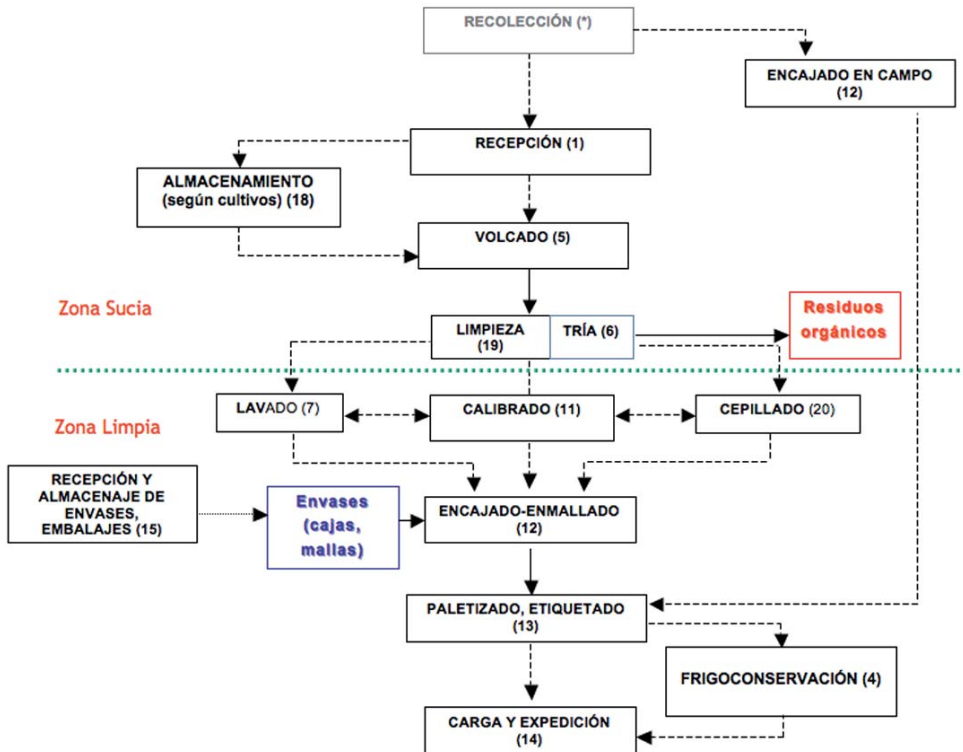 RECOLECCIÓN (*)
ENCAJADO EN CAMPO
(12)
RECEPCIÓN (1)
ALMACENAMIENTO
(según cultivos) (18)
VOLCADO (5)
Zona Sucia
LIMPIEZA
(19)
TRÍA (6)
Residuos
orgánicos
Zona Limpia
LAVADO (7)
CALIBRADO (11)
CEPILLADO (20)
RECEPCIÓN Y
ALMACENAJE DE
ENVASES,
EMBALAJES (15)
Envases
(cajas,
mallas)
ENCAJADO-ENMALLADO
(12)
PALETIZADO, ETIQUETADO
(13)
FRIGOCONSERVACIÓN (4)
CARGA Y EXPEDICIÓN
(14)